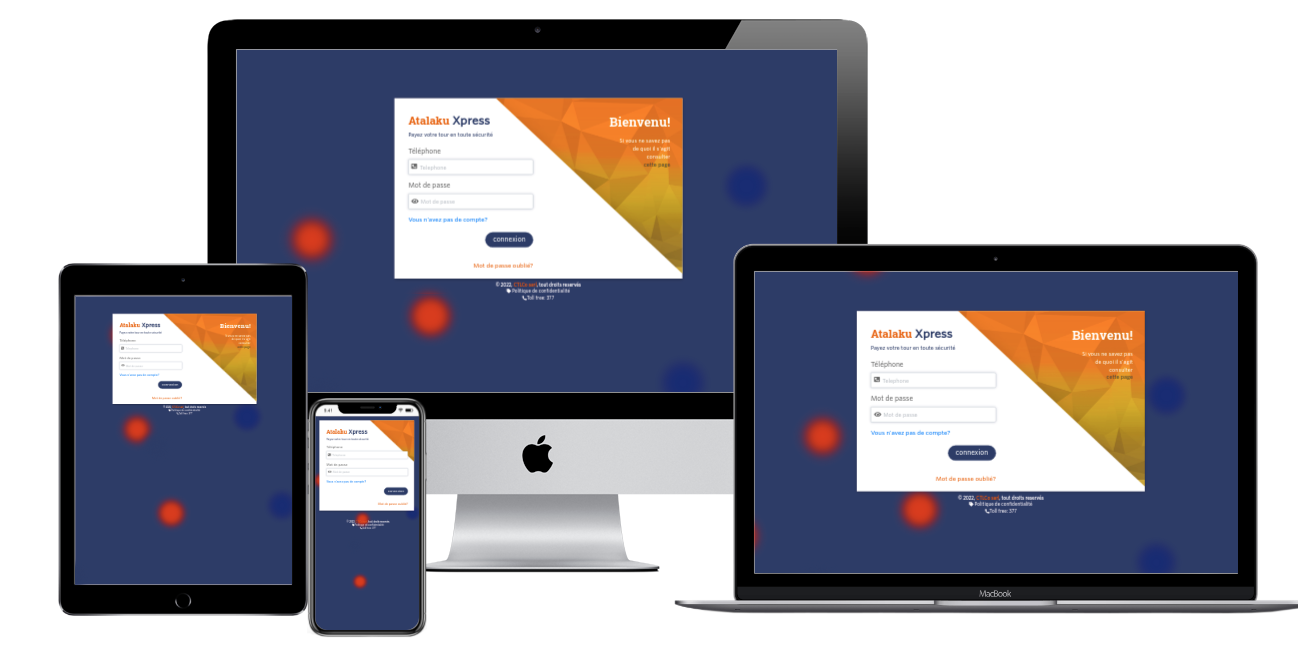 Atalaku Xpress
Payez votre tour en toute sécurité
Téléphone
Telephone
Mot de passe
Mot de passe
Vous n'avez pas de compte?
connexion
Mot de passe oublié?
Bienvenu!
Si vous ne savez pas
de quoi il s'agit
consulter
cette page
© 2022, tout droits reservés
Politique de confidentialité
Toll free: 377
Atalaku Xpress
Payez votre tour en toute sécurité
Téléphone
Mot de passe
Vous n'avez pas de compte?
connexion
Mot de passe oublié?
Bienvenu!
9:41
Atalaku Xpress
Payez votre tour en toute sécurité
Téléphone
Mot de passe
Vous n'avez pas de compte?
Mot de passe oublié?
Atalaku Xpress
Payez votre tour en toute sécurité
Téléphone
Telephone
Mot de passe
Mot de passe
Vous n'avez pas de compte?
connexion
Mot de passe oublié?
Bienvenu!
Si vous ne savez pas
de quoi il s'agit
consulter
cette page
© 2022, tout droits reservés
Politique de confidentialité
Toll free: 377
MacBook